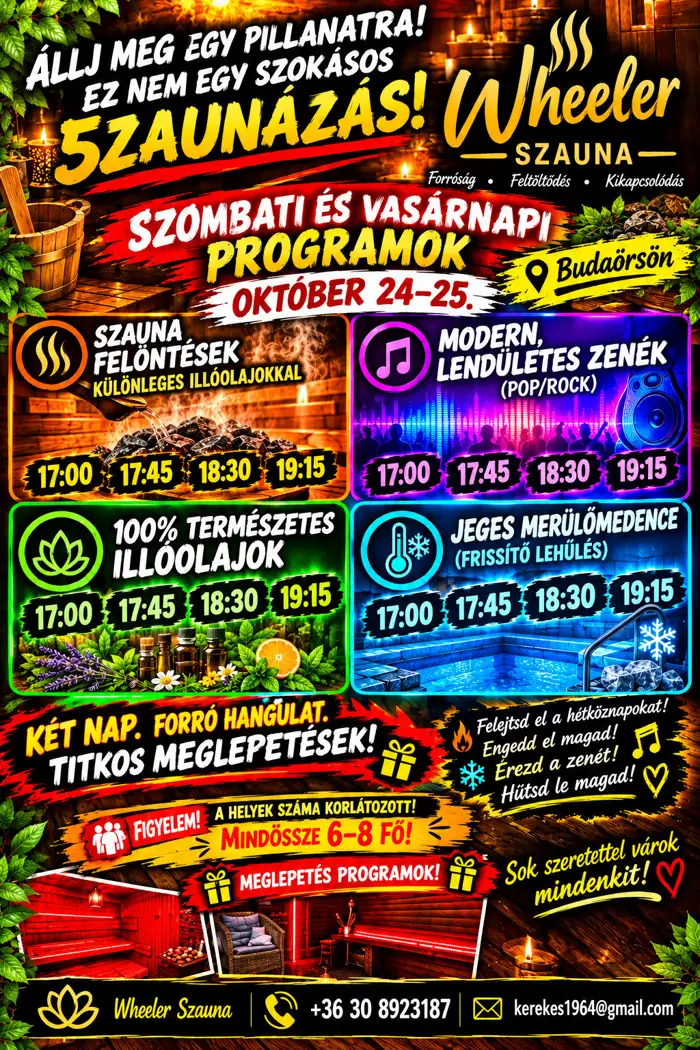 ÁLLJ MEG EGY PILLANATRA!
EZ NEM EGY SZOKÁSOS
5ZAUNÁZÁS!
Wheeler
SZAUNA
Forróság • Feltöltődés • Kikapcsolódás
SZOMBATI ÉS VASÁRNAPI
PROGRAMOK
OKTÓBER 24-25.
Budaörsön
SZAUNA
FELÖNTÉSEK
KÜLÖNLEGES ILLÓOLAJOKKAL
17:00 17:45 18:30 19:15
MODERN,
LENDÜLETES ZENÉK
(POP/ROCK)
17:00 17:45 18:30 19:15
100% TERMÉSZETES
ILLÓOLAJOK
17:00 17:45 18:30 19:15
JEGES MERÜLŐMEDENCE
(FRISSÍTŐ LEHŰLÉS)
17:00 17:45 18:30 19:15
KÉT NAP. FORRÓ HANGULAT.
TITKOS MEGLEPETÉSEK!
Felejtsd el a hétköznapokat!
Engedd el magad!
Érezd a zenét!
Hűtsd le magad!
FIGYELEM!
A HELYEK SZÁMA KORLÁTOZOTT!
MINDÖSSZE 6-8 FŐ!
MEGLEPETÉS PROGRAMOK!
Sok szeretettel várok
mindenkit!
Wheeler Szauna
+36 30 8923187
kerekes1964@gmail.com